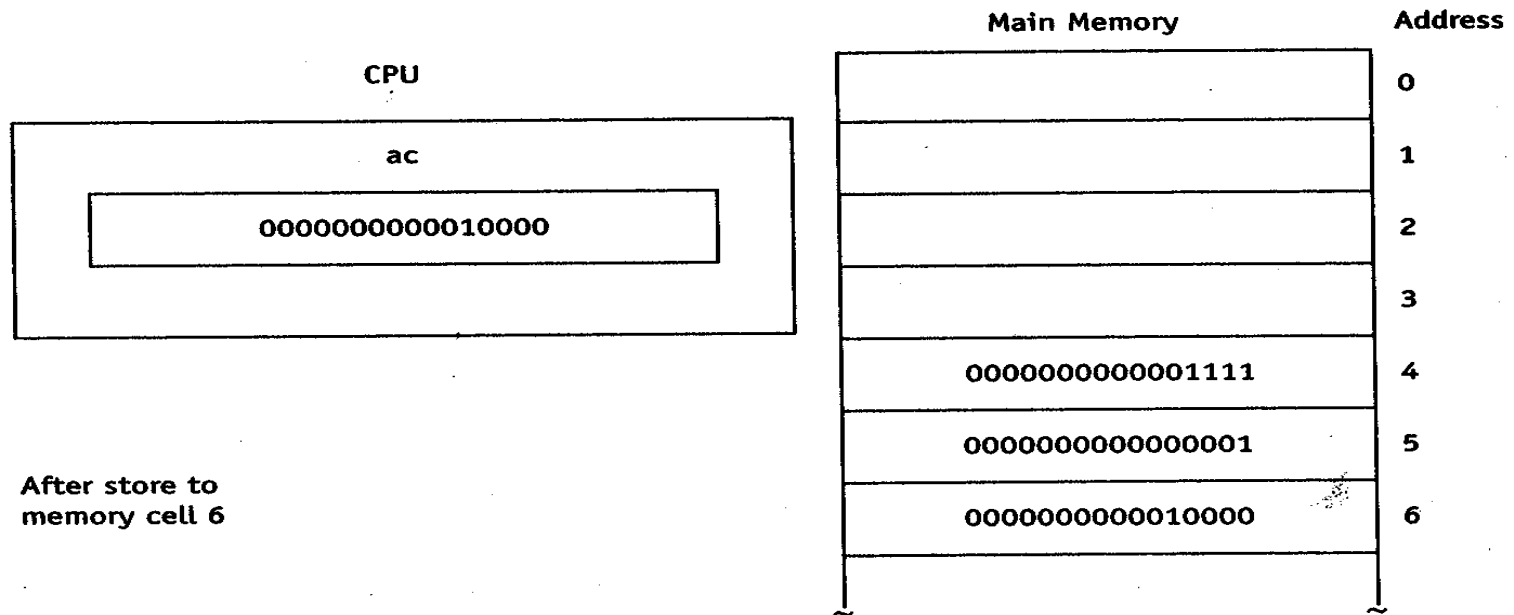 Main Memory Address
CPU
0
ac
1
0000000000010000
2
3
0000000000001111 4
0000000000000001 5
After store to
memory cell 6
0000000000010000 6